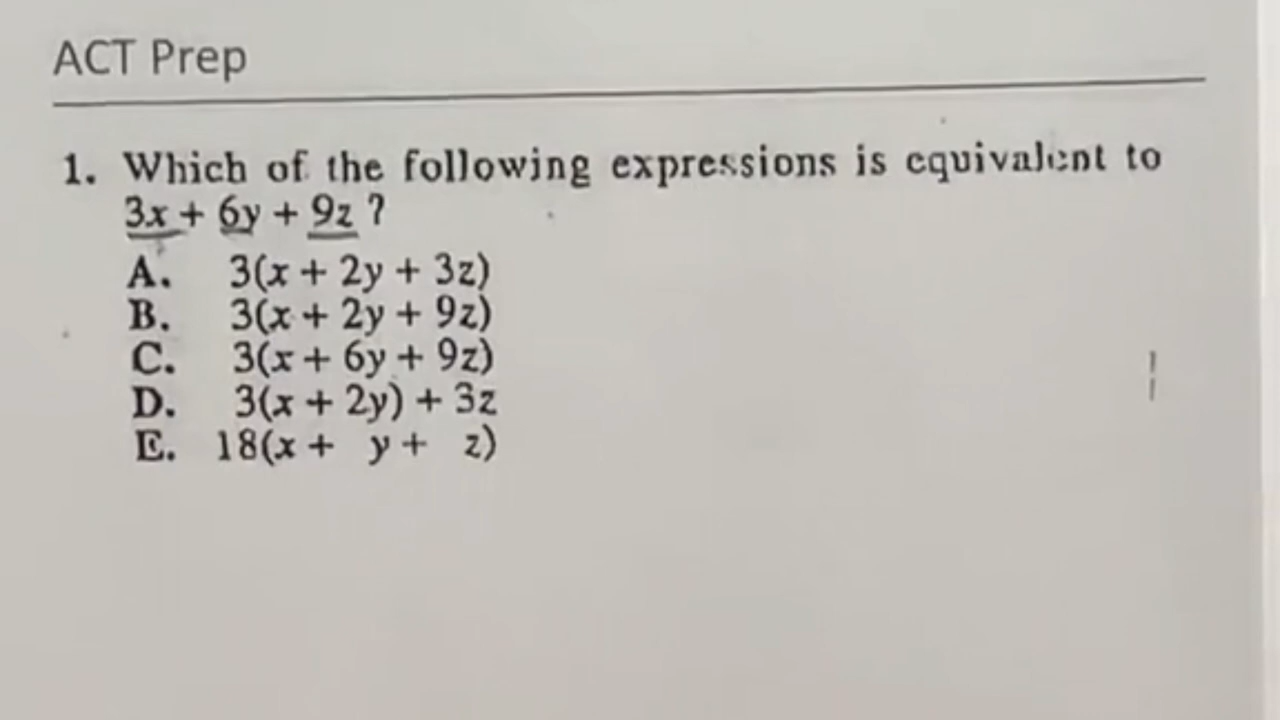 ACT Prep
1. Which of the following expressions is equivalent to
3x + 6y + 9z ?
A. 3(x + 2y + 3z)
B. 3(x + 2y + 9z)
C. 3(x + 6y + 9z)
D. 3(x + 2y) + 3z
E. 18(x + y + z)